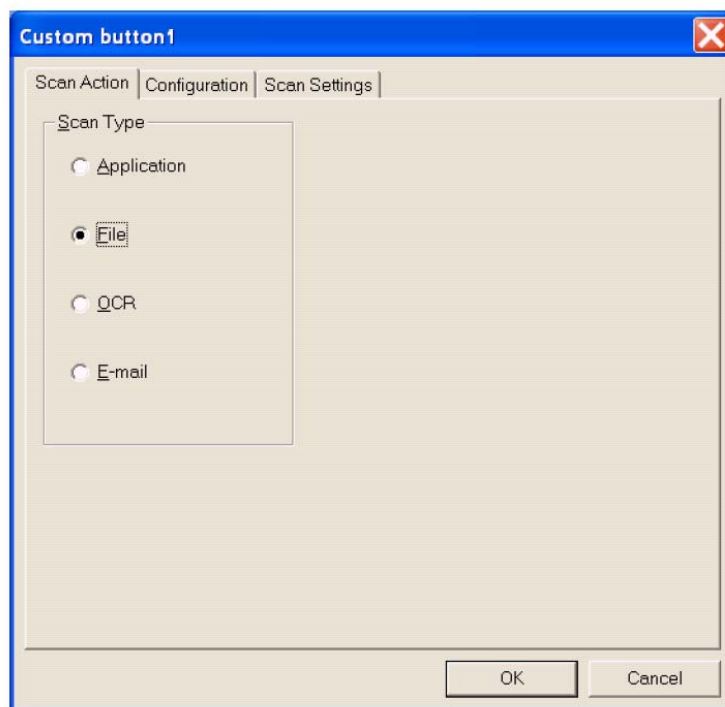 Custom button1
Scan Action Configuration Scan Settings
Scan Type
Application
File
OCR
E-mail
OK Cancel